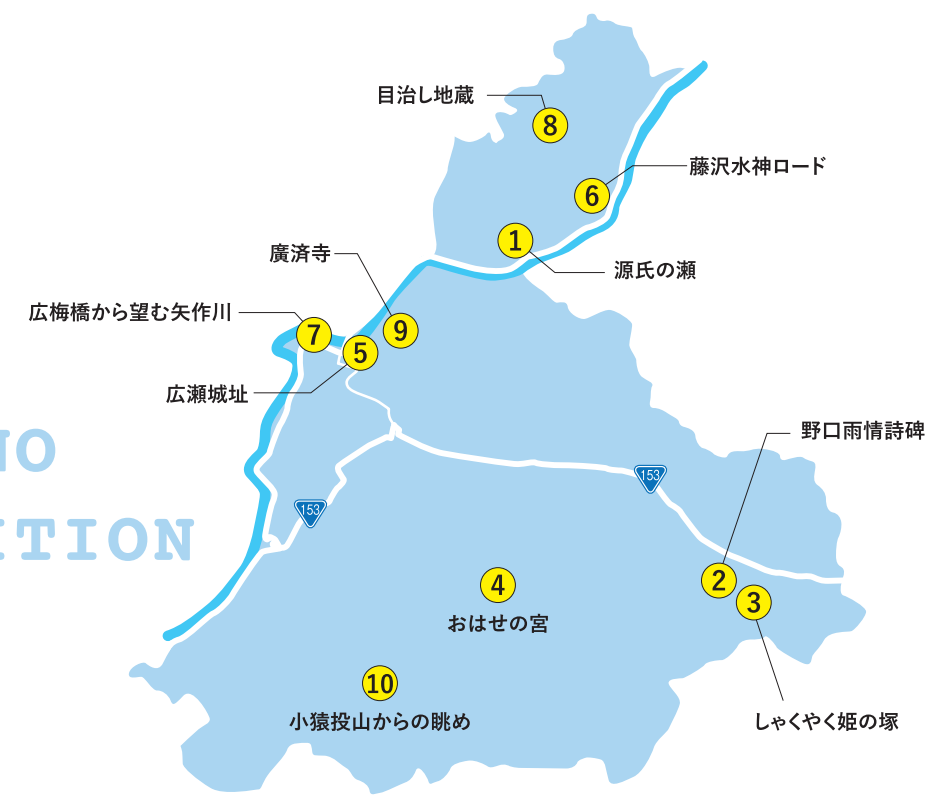 目治し地蔵
8
藤沢水神ロード
6
1
源氏の瀬
廣済寺
9
広梅橋から望む矢作川
7
5
広瀬城址
野口雨情詩碑
NO
153
153
ITION
2
3
4
おはせの宮
10
小猿投山からの眺め
しゃくやく姫の塚